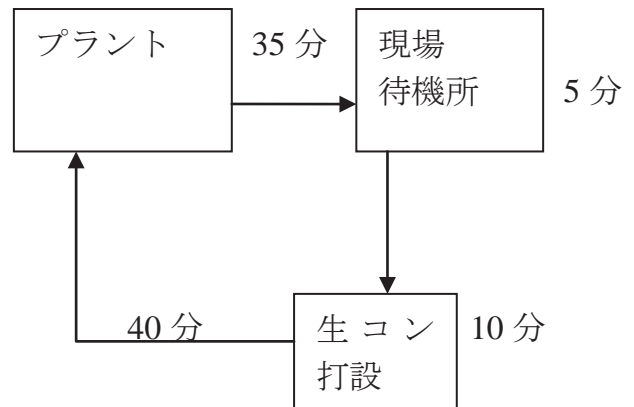 プラント
35 分
現場
待機所
5 分
40 分
生 コ ン
打設
10 分